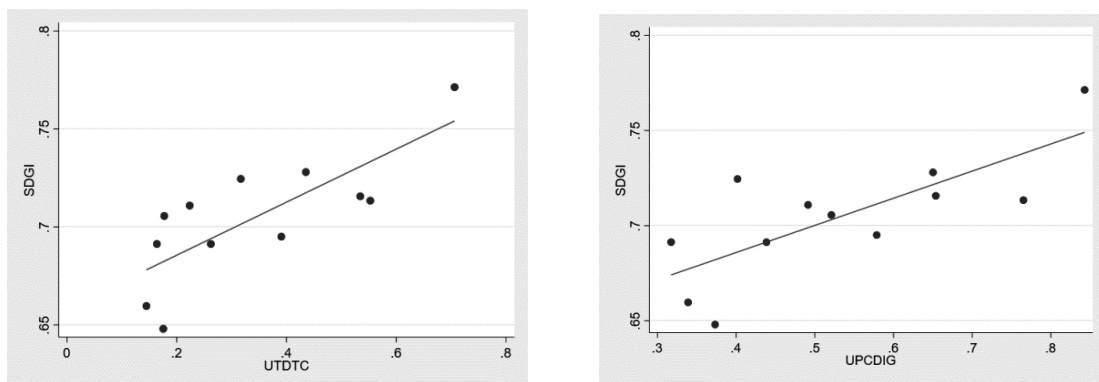 .8
.75
.7
.65
SDGI
0 .2 .4 .6 .8
UTDTC
.8
.75
.7
.65
SDGI
.3 .4 .5 .6 .7 .8
UPCDIG